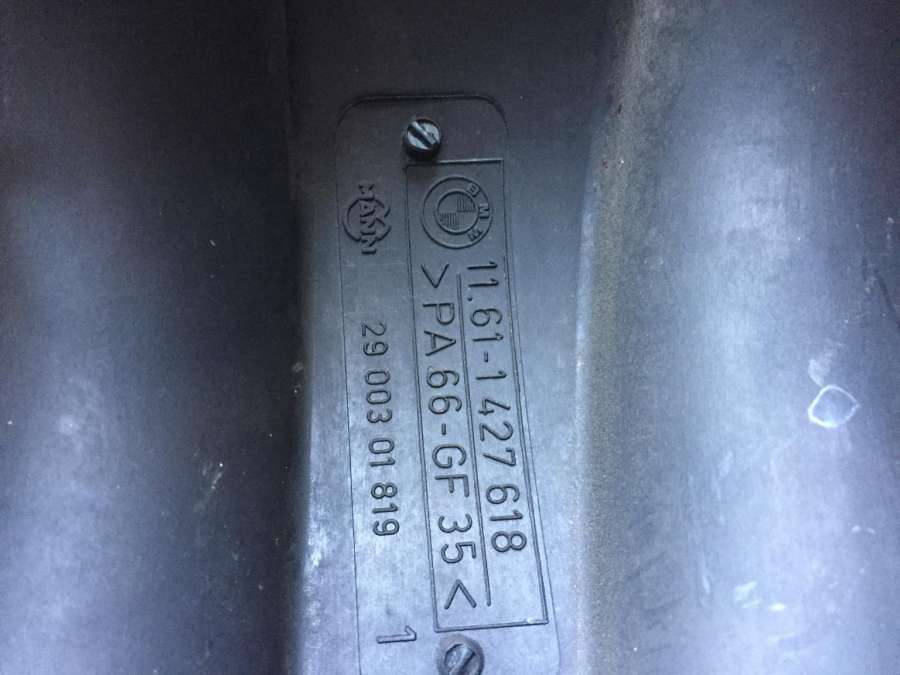 BMW
11.61-1 427 618
>PA 66-GF 35<
MANN
29 003 01 819
1